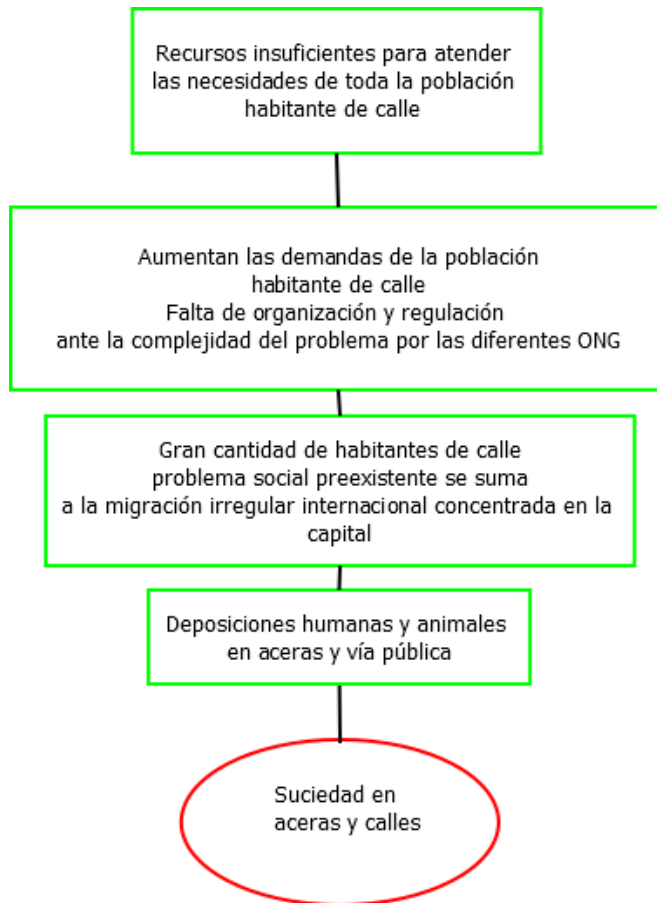 Recursos insuficientes para atender
las necesidades de toda la población
habitante de calle
Aumentan las demandas de la población
habitante de calle
Falta de organización y regulación
ante la complejidad del problema por las diferentes ONG
Gran cantidad de habitantes de calle
problema social preexistente se suma
a la migración irregular internacional concentrada en la
capital
Deposiciones humanas y animales
en aceras y vía pública
Suciedad en
aceras y calles